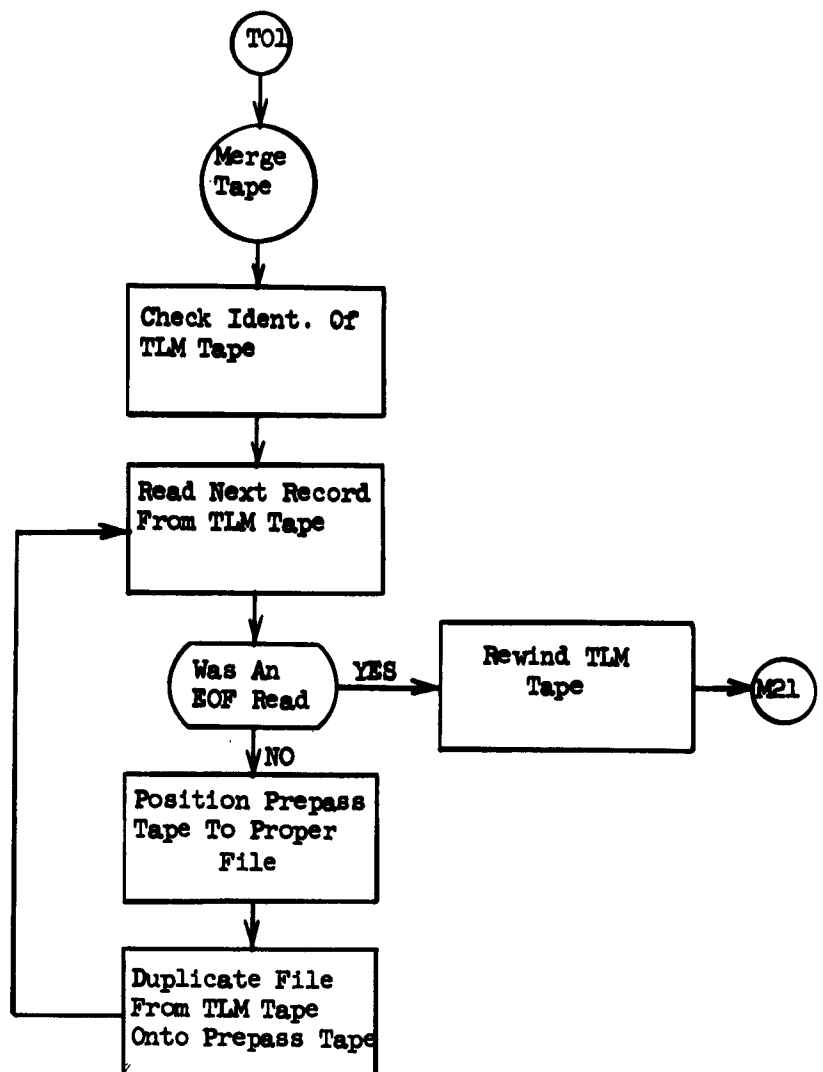 T01
Merge
Tape
Check Ident. Of
TLM Tape
Read Next Record
From TLM Tape
Was An
EOF Read
YES
Rewind TLM
Tape
M21
NO
Position Prepass
Tape To Proper
File
Duplicate File
From TLM Tape
Onto Prepass Tape